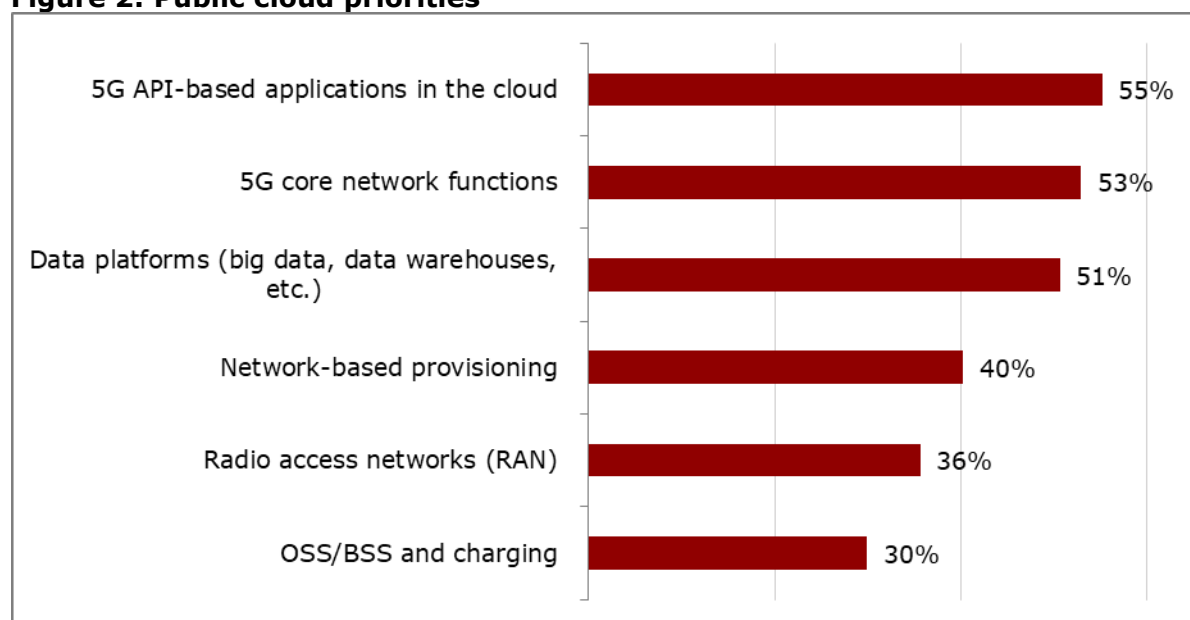 Figure 2: Public cloud priorities
5G API-based applications in the cloud
55%
5G core network functions
53%
Data platforms (big data, data warehouses,
etc.)
51%
Network-based provisioning
40%
Radio access networks (RAN)
36%
OSS/BSS and charging
30%